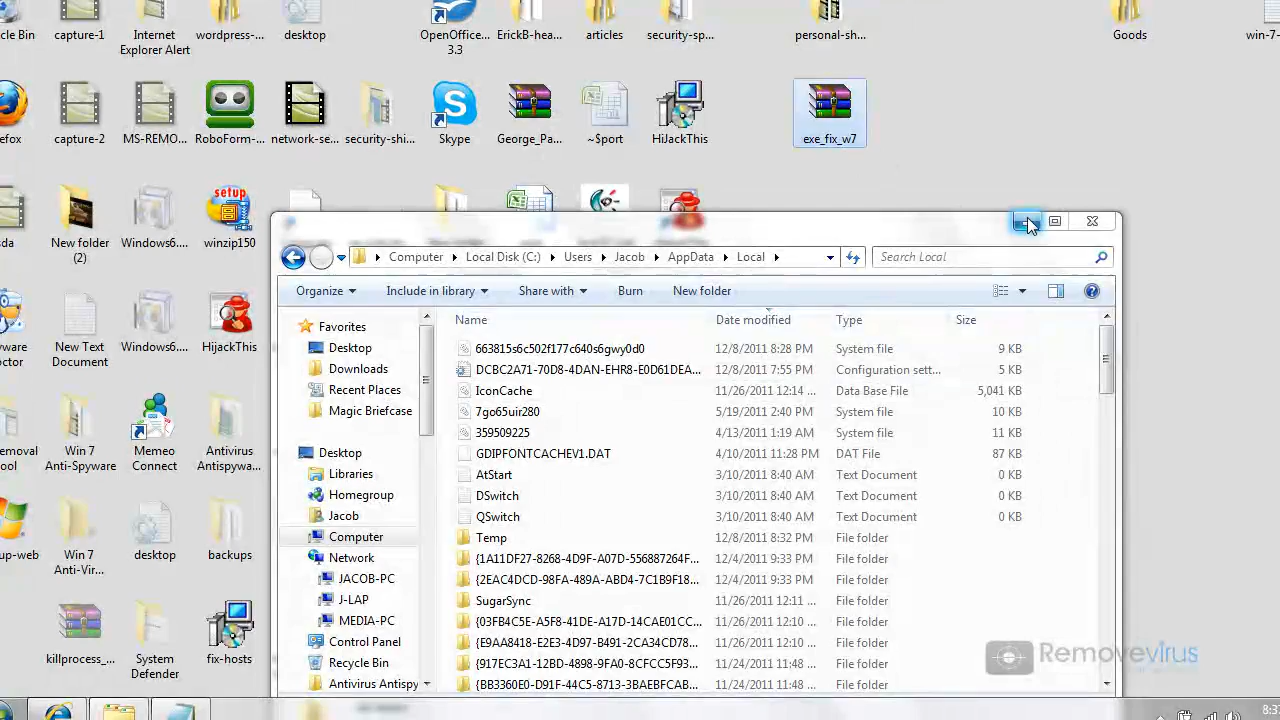 cle Bin
capture-1
Internet
Explorer Alert
wordpress-...
desktop
OpenOffice....
3.3
ErickB-hea...
articles
security-sp...
personal-sh...
Goods
win-7-
efox
capture-2
MS-REMO...
RoboForm-...
network-se...
security-shi...
Skype
George_Pa...
~$port
HiJackThis
exe_fix_w7
sda
New folder
(2)
Windows6....
setup
winzip150
Computer
Local Disk (C:)
Users
Jacob
AppData
Local
Search Local
Organize
Include in library
Share with
Burn
New folder
Name
Date modified
Type
Size
Favorites
Desktop
Downloads
Recent Places
Magic Briefcase
Desktop
Libraries
Homegroup
Jacob
Computer
Network
JACOB-PC
J-LAP
MEDIA-PC
Control Panel
Recycle Bin
Antivirus Antispy
663815s6c502f177c640s6gwy0d0 12/8/2011 8:28 PM System file 9 KB
DCBC2A71-70D8-4DAN-EHR8-E0D61DEA... 12/8/2011 7:55 PM Configuration sett... 5 KB
IconCache 11/26/2011 12:14 ... Data Base File 5,041 KB
7go65uir280 5/19/2011 2:40 PM System file 10 KB
359509225 4/13/2011 1:19 AM System file 11 KB
GDIPFONTCACHEV1.DAT 4/10/2011 11:28 PM DAT File 87 KB
AtStart 3/10/2011 8:40 AM Text Document 0 KB
DSwitch 3/10/2011 8:40 AM Text Document 0 KB
QSwitch 3/10/2011 8:40 AM Text Document 0 KB
Temp 12/8/2011 8:32 PM File folder
{1A11DF27-8268-4D9F-A07D-556887264F... 12/4/2011 9:33 PM File folder
{2EAC4DCD-98FA-489A-ABD4-7C1B9F18... 12/4/2011 9:33 PM File folder
SugarSync 11/26/2011 12:11 ... File folder
{03FB4C5E-A5F8-41DE-A17D-14CAE01CC... 11/26/2011 12:10 ... File folder
{E9AA8418-E2E3-4D97-B491-2CA34CD78... 11/26/2011 12:10 ... File folder
{917EC3A1-12BD-4898-9FA0-8CFCC5F93... 11/24/2011 11:48 ... File folder
{BB3360E0-D91F-44C5-8713-3BAEBFCAB... 11/24/2011 11:48 ... File folder
yware
octor
New Text
Document
Windows6....
HijackThis
emoval
ool
Win 7
Anti-Spyware
Memeo
Connect
Antivirus
Antispywa...
up-web
Win 7
Anti-Vir...
desktop
backups
killprocess_...
System
Defender
fix-hosts
Removevirus
8:37